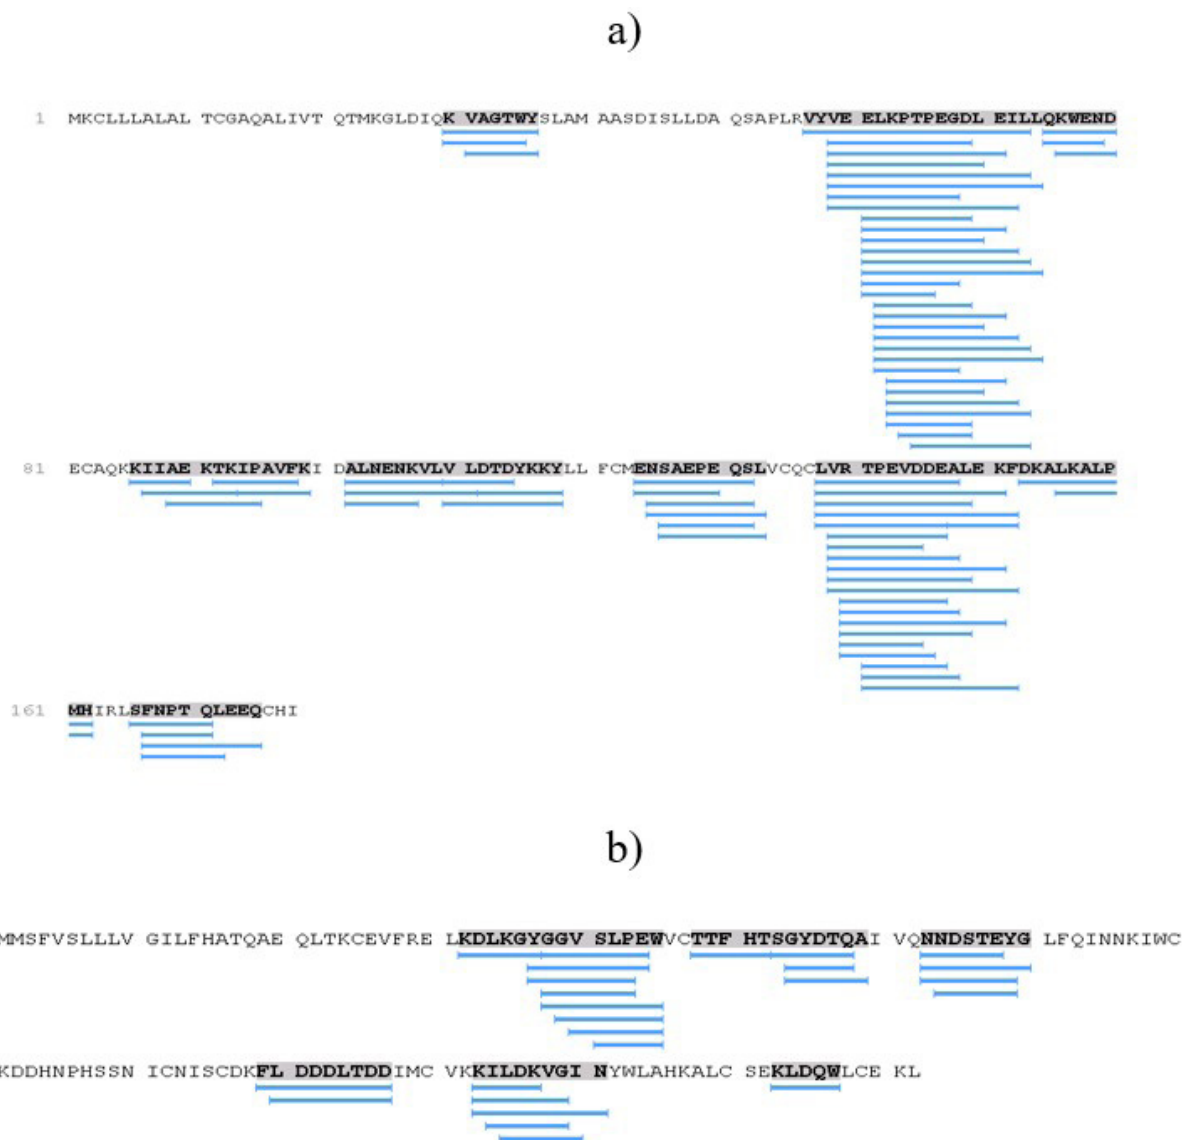 a)
1 MKCLLLALAL TCGAQALIVT QTMKGLDIQK VAGTWYSLAM AASDISLLDA QSAPLRVYVE ELKPTPEGDL EILLQKWEND
81 ECAQKKIIAE KTKIPAVFKI DALNENKVLV LDTDYKKYLL FCMENSAEPE QSLVCQCLVR TPEVDDEALE KFDKALKALP
161 MHIRLSFNPT QLEEQCHI
b)
MMSFVSLLLV GILFHATQAE QLTKCEVFRE LKDLKGYGGV SLPEWVCTTF HTSGYDTQAI VQNNDSTEYG LFQINNKIWC
KDDHNPHSSN ICNISCDKFL DDDLTDDIMC VKKILDKVGI NYWLAHKALC SEKLDQWLCE KL